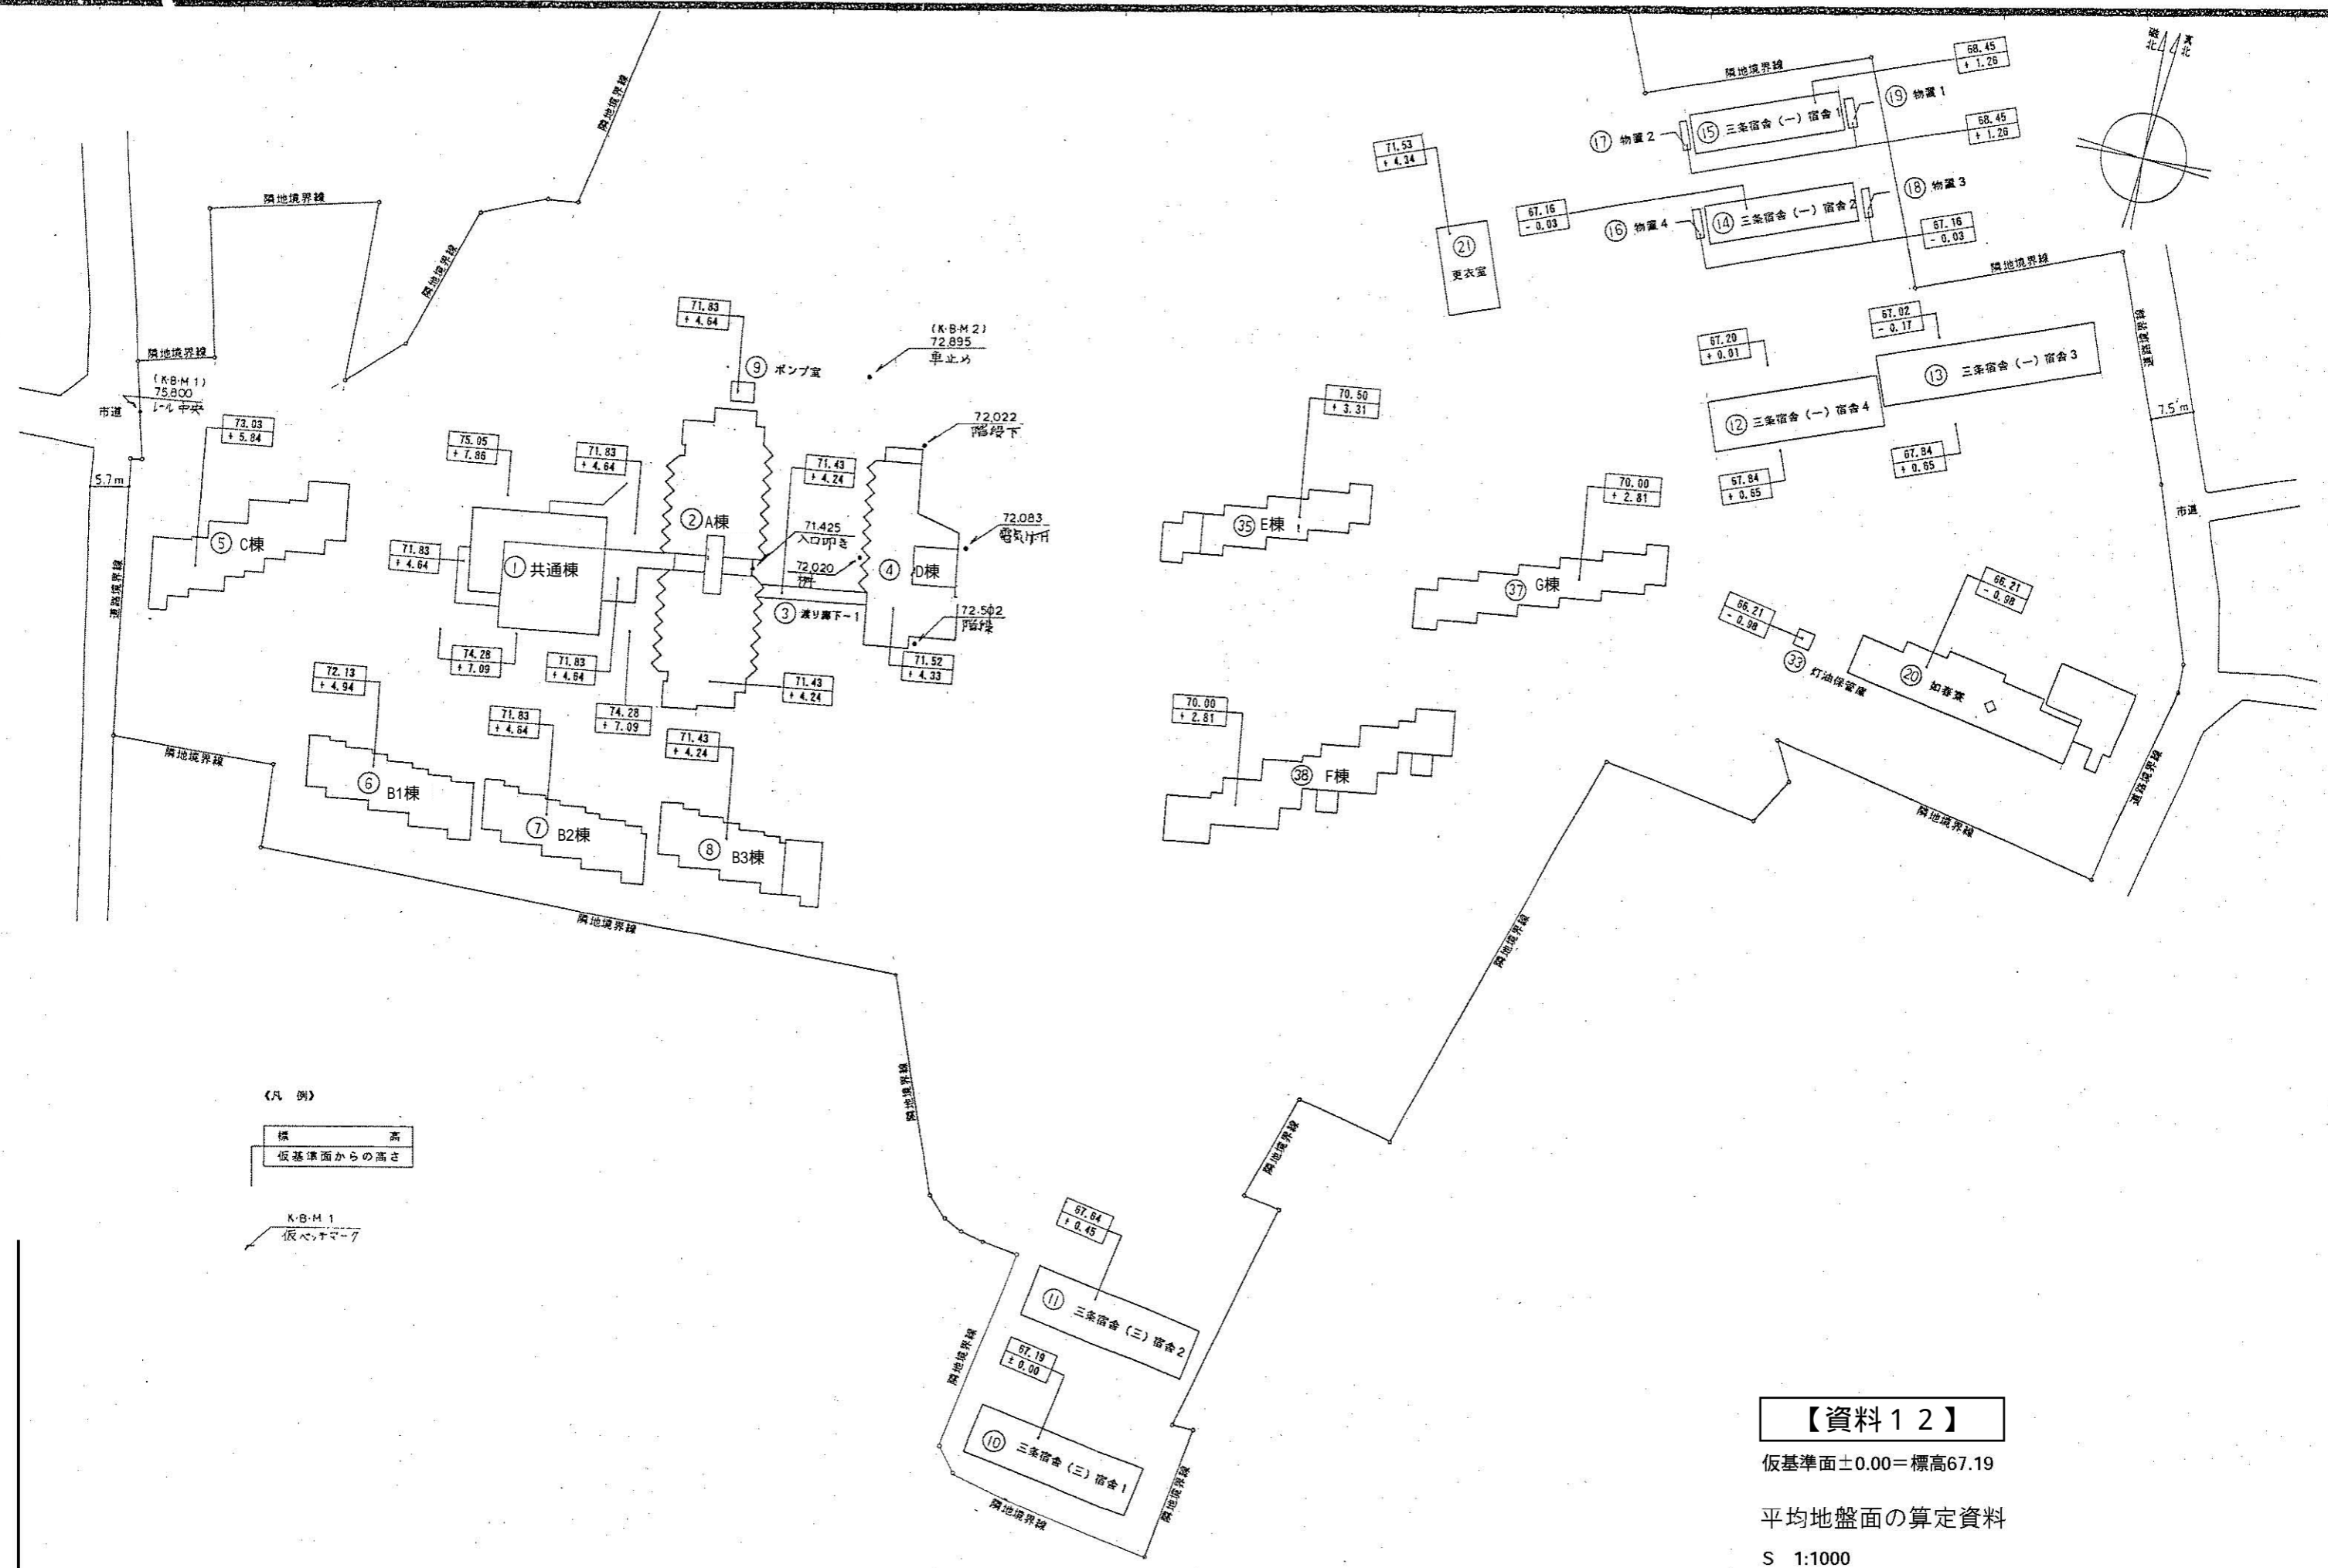 隣地境界線
隣地境界線
隣地境界線
隣地境界線
(K・B・M 1)
75.800
レール中央
市道
5.7m
道路境界線
73.03
+ 5.84
⑤ C棟
75.05
+ 7.86
71.83
+ 4.64
71.83
+ 4.64
① 共通棟
74.28
+ 7.09
71.83
+ 4.64
74.28
+ 7.09
71.83
+ 4.64
⑨ ポンプ室
② A棟
71.43
+ 4.24
71.425
入口叩き
72.020
桝
③ 渡り廊下-1
71.43
+ 4.24
(K・B・M 2)
72.895
車止め
72.022
階段下
72.083
④ D棟
72.502
階段
71.52
+ 4.33
72.13
+ 4.94
⑥ B1棟
71.83
+ 4.64
⑦ B2棟
71.43
+ 4.24
⑧ B3棟
隣地境界線
隣地境界線
隣地境界線
隣地境界線
68.45
+ 1.26
⑲ 物置1
⑰ 物置2
⑮ 三条宿舎(一)宿舎1
68.45
+ 1.26
71.53
+ 4.34
㉑
更衣室
67.16
- 0.03
⑱ 物置3
⑯ 物置4
⑭ 三条宿舎(一)宿舎2
67.16
- 0.03
隣地境界線
磁北
真北
67.20
+ 0.01
67.02
- 0.17
⑬ 三条宿舎(一)宿舎3
⑫ 三条宿舎(一)宿舎4
67.84
+ 0.65
67.84
+ 0.65
道路境界線
7.5m
市道
70.50
+ 3.31
㉟ E棟
70.00
+ 2.81
㊲ G棟
70.00
+ 2.81
㊳ F棟
66.21
- 0.98
㉝ 灯油保管庫
66.21
- 0.98
⑳ 如春寮
道路境界線
隣地境界線
隣地境界線
隣地境界線
67.64
+ 0.45
⑪ 三条宿舎(三)宿舎2
67.19
± 0.00
⑩ 三条宿舎(三)宿舎1
隣地境界線
隣地境界線
隣地境界線
《凡 例》
標 高
仮基準面からの高さ
K・B・M 1
仮ベンチマーク
【資料12】
仮基準面±0.00=標高67.19
平均地盤面の算定資料
S 1:1000